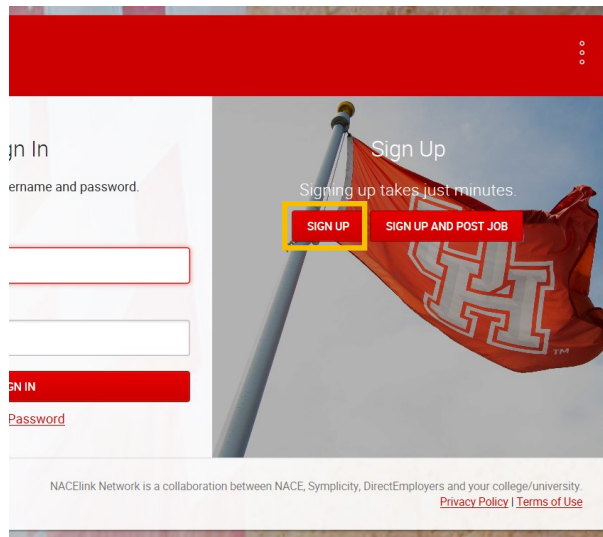 gn In
ername and password.
GN IN
Password
Sign Up
Signing up takes just minutes.
SIGN UP
SIGN UP AND POST JOB
UH
TM
NACElink Network is a collaboration between NACE, Symplicity, DirectEmployers and your college/university.
Privacy Policy | Terms of Use